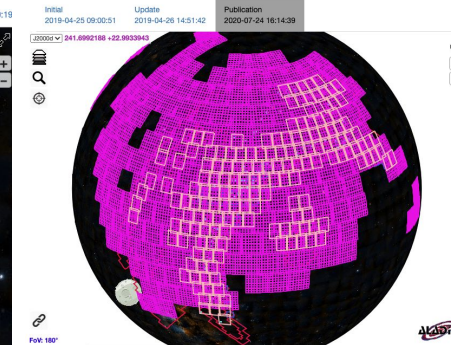 :19
Initial
2019-04-25 09:00:51
Update
2019-04-26 14:51:42
Publication
2020-07-24 16:14:39
J2000d 241.6992188 +22.9933943
+
−
FoV: 180°